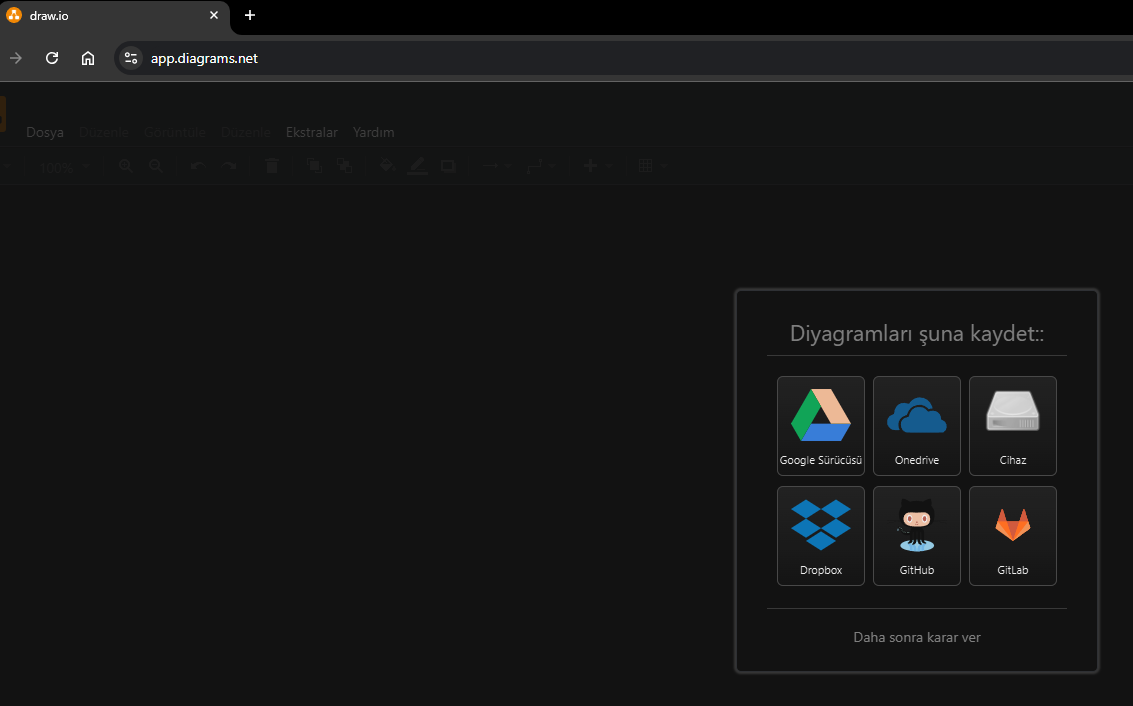 draw.io
app.diagrams.net
Dosya Düzenle Görüntüle Düzenle Ekstralar Yardım
100%
Diyagramları şuna kaydet::
Google Sürücüsü Onedrive Cihaz
Dropbox GitHub GitLab
Daha sonra karar ver